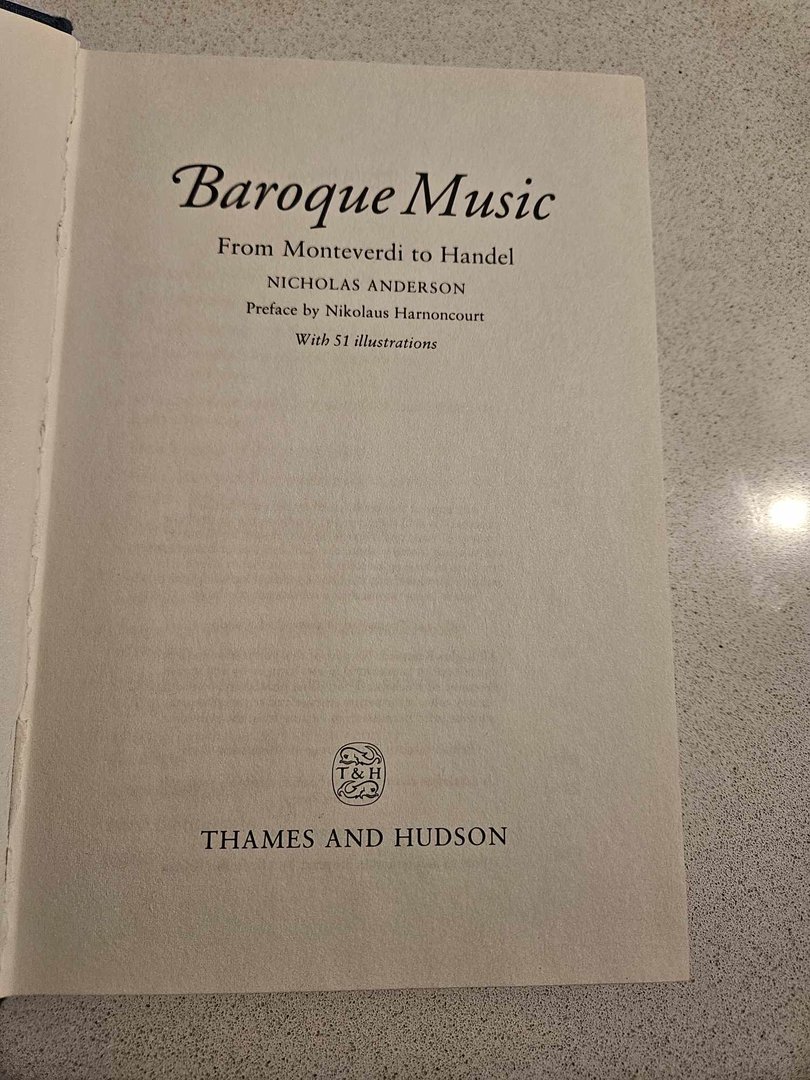 Baroque Music
From Monteverdi to Handel
NICHOLAS ANDERSON
Preface by Nikolaus Harnoncourt
With 51 illustrations
T & H
THAMES AND HUDSON